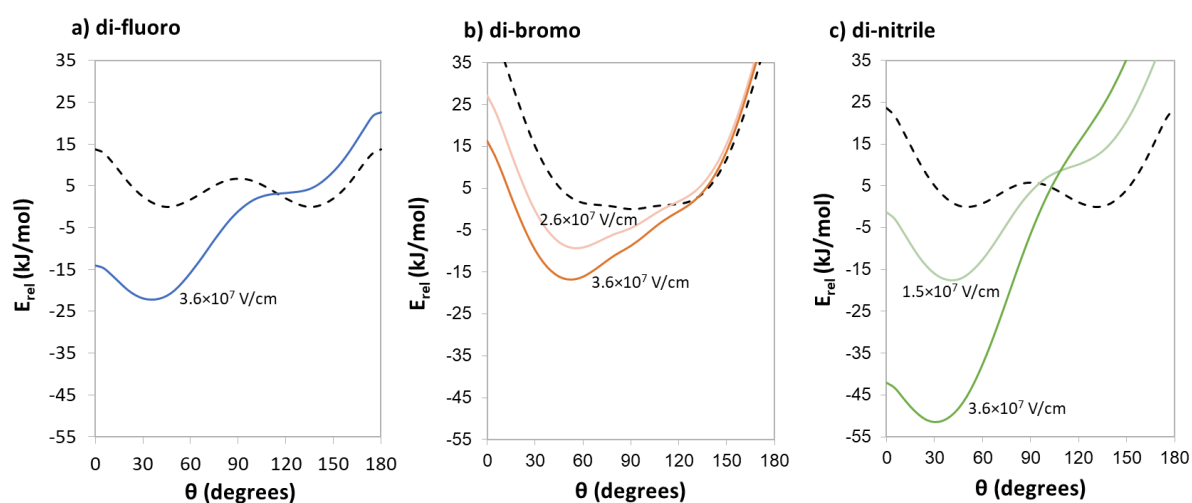 a) di-fluoro
35
25
15
5
-5
-15
-25
-35
-45
-55
E_rel (kJ/mol)
3.6×10⁷ V/cm
0 30 60 90 120 150 180
θ (degrees)
b) di-bromo
35
25
15
5
-5
-15
-25
-35
-45
-55
E_rel (kJ/mol)
2.6×10⁷ V/cm
3.6×10⁷ V/cm
0 30 60 90 120 150 180
θ (degrees)
c) di-nitrile
35
25
15
5
-5
-15
-25
-35
-45
-55
E_rel (kJ/mol)
1.5×10⁷ V/cm
3.6×10⁷ V/cm
0 30 60 90 120 150 180
θ (degrees)